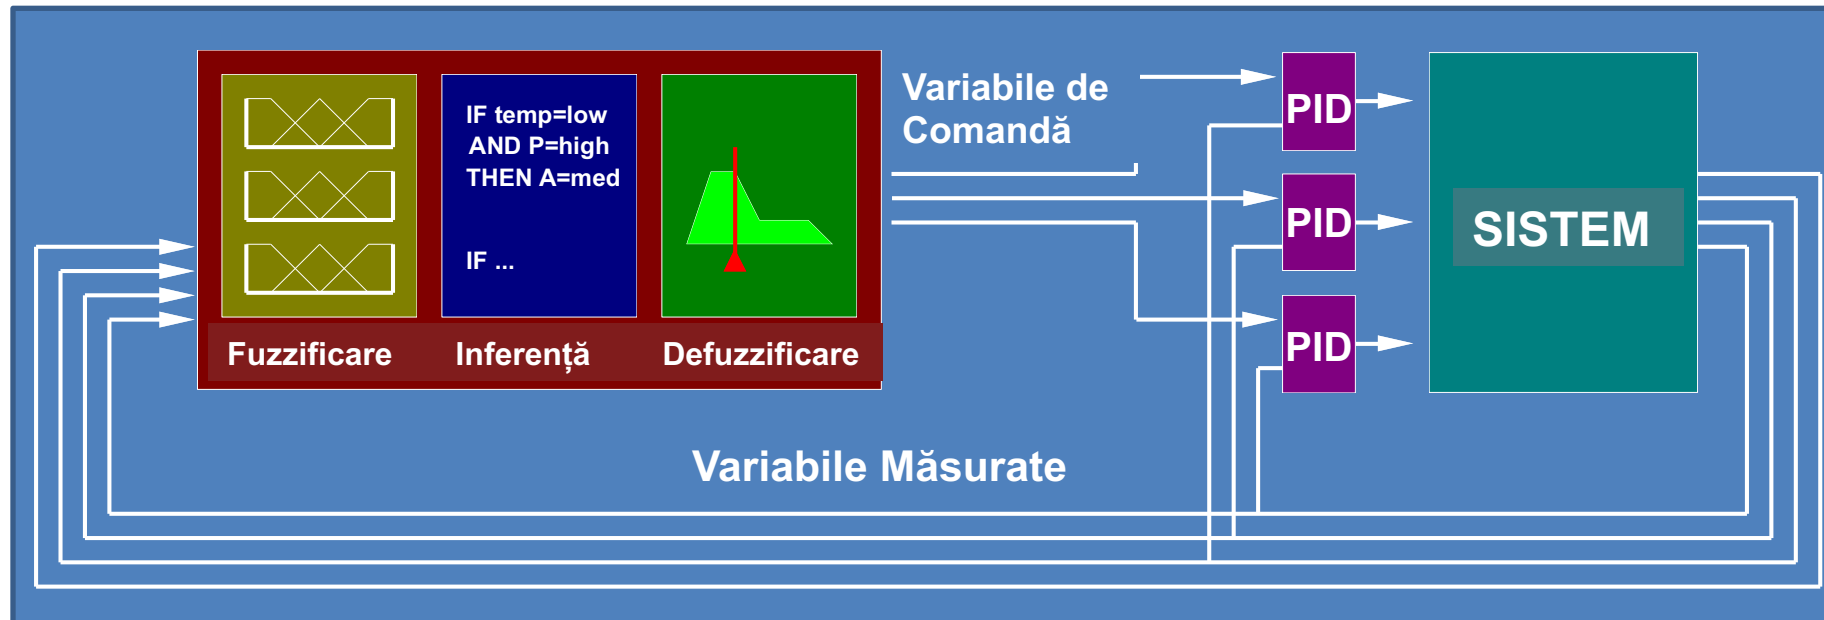 IF temp=low
AND P=high
THEN A=med
IF ...
Fuzzificare
Inferență
Defuzzificare
Variabile de
Comandă
PID
PID
PID
SISTEM
Variabile Măsurate